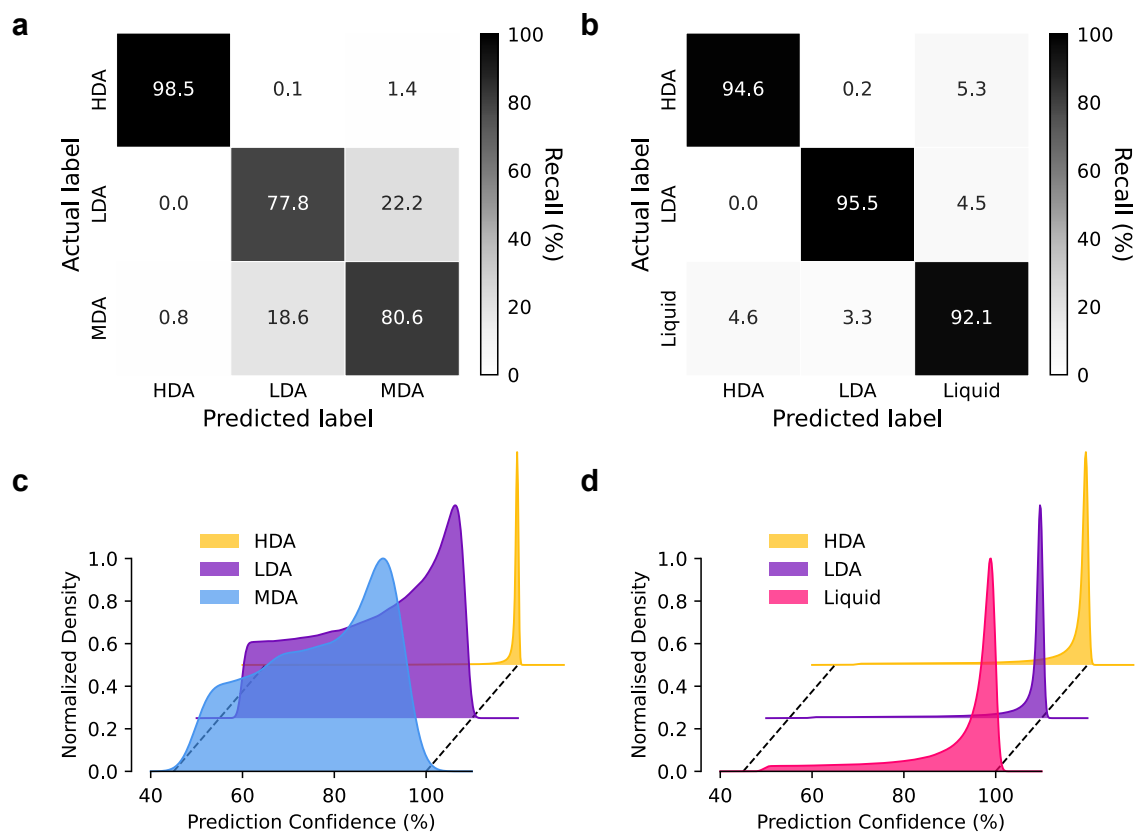 a
HDA
98.5
0.1
1.4
LDA
0.0
77.8
22.2
MDA
0.8
18.6
80.6
HDA
LDA
MDA
Actual label
Predicted label
100
80
60
40
20
0
Recall (%)
b
HDA
94.6
0.2
5.3
LDA
0.0
95.5
4.5
Liquid
4.6
3.3
92.1
HDA
LDA
Liquid
Actual label
Predicted label
100
80
60
40
20
0
Recall (%)
c
HDA
LDA
MDA
1.0
0.8
0.6
0.4
0.2
0.0
Normalized Density
40
60
80
100
Prediction Confidence (%)
d
HDA
LDA
Liquid
1.0
0.8
0.6
0.4
0.2
0.0
Normalised Density
40
60
80
100
Prediction Confidence (%)